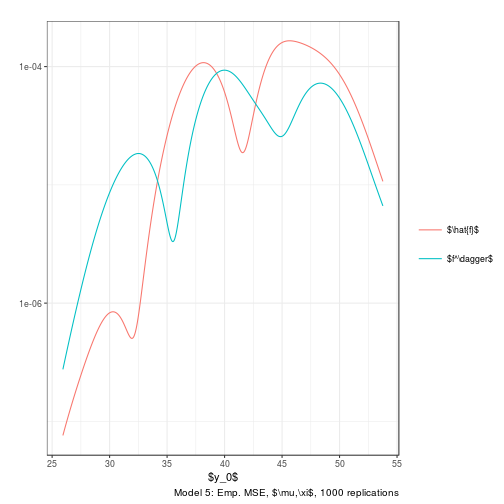 1e-04
1e-06
25 30 35 40 45 50 55
$y_0$
$\hat{f}$
$f^\dagger$
Model 5: Emp. MSE, $\mu,\xi$, 1000 replications